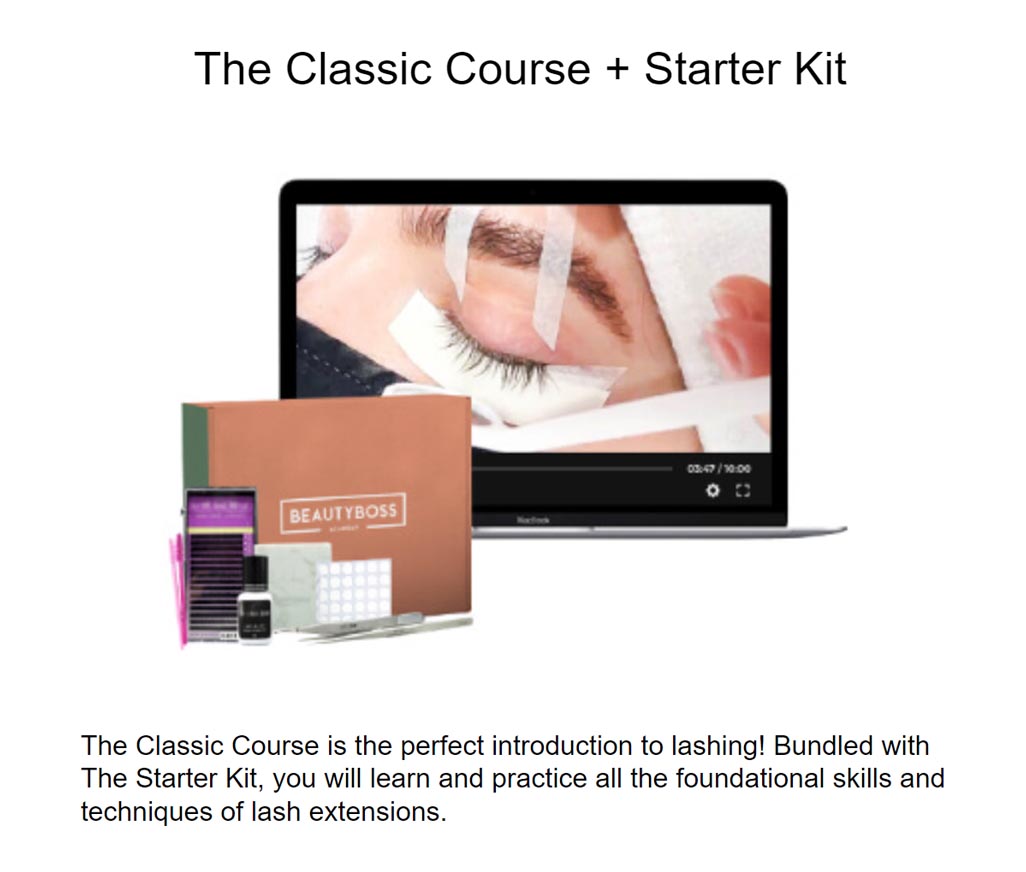 The Classic Course + Starter Kit
03:47 / 10:00
MacBook
BEAUTYBOSS
The Classic Course is the perfect introduction to lashing! Bundled with
The Starter Kit, you will learn and practice all the foundational skills and
techniques of lash extensions.